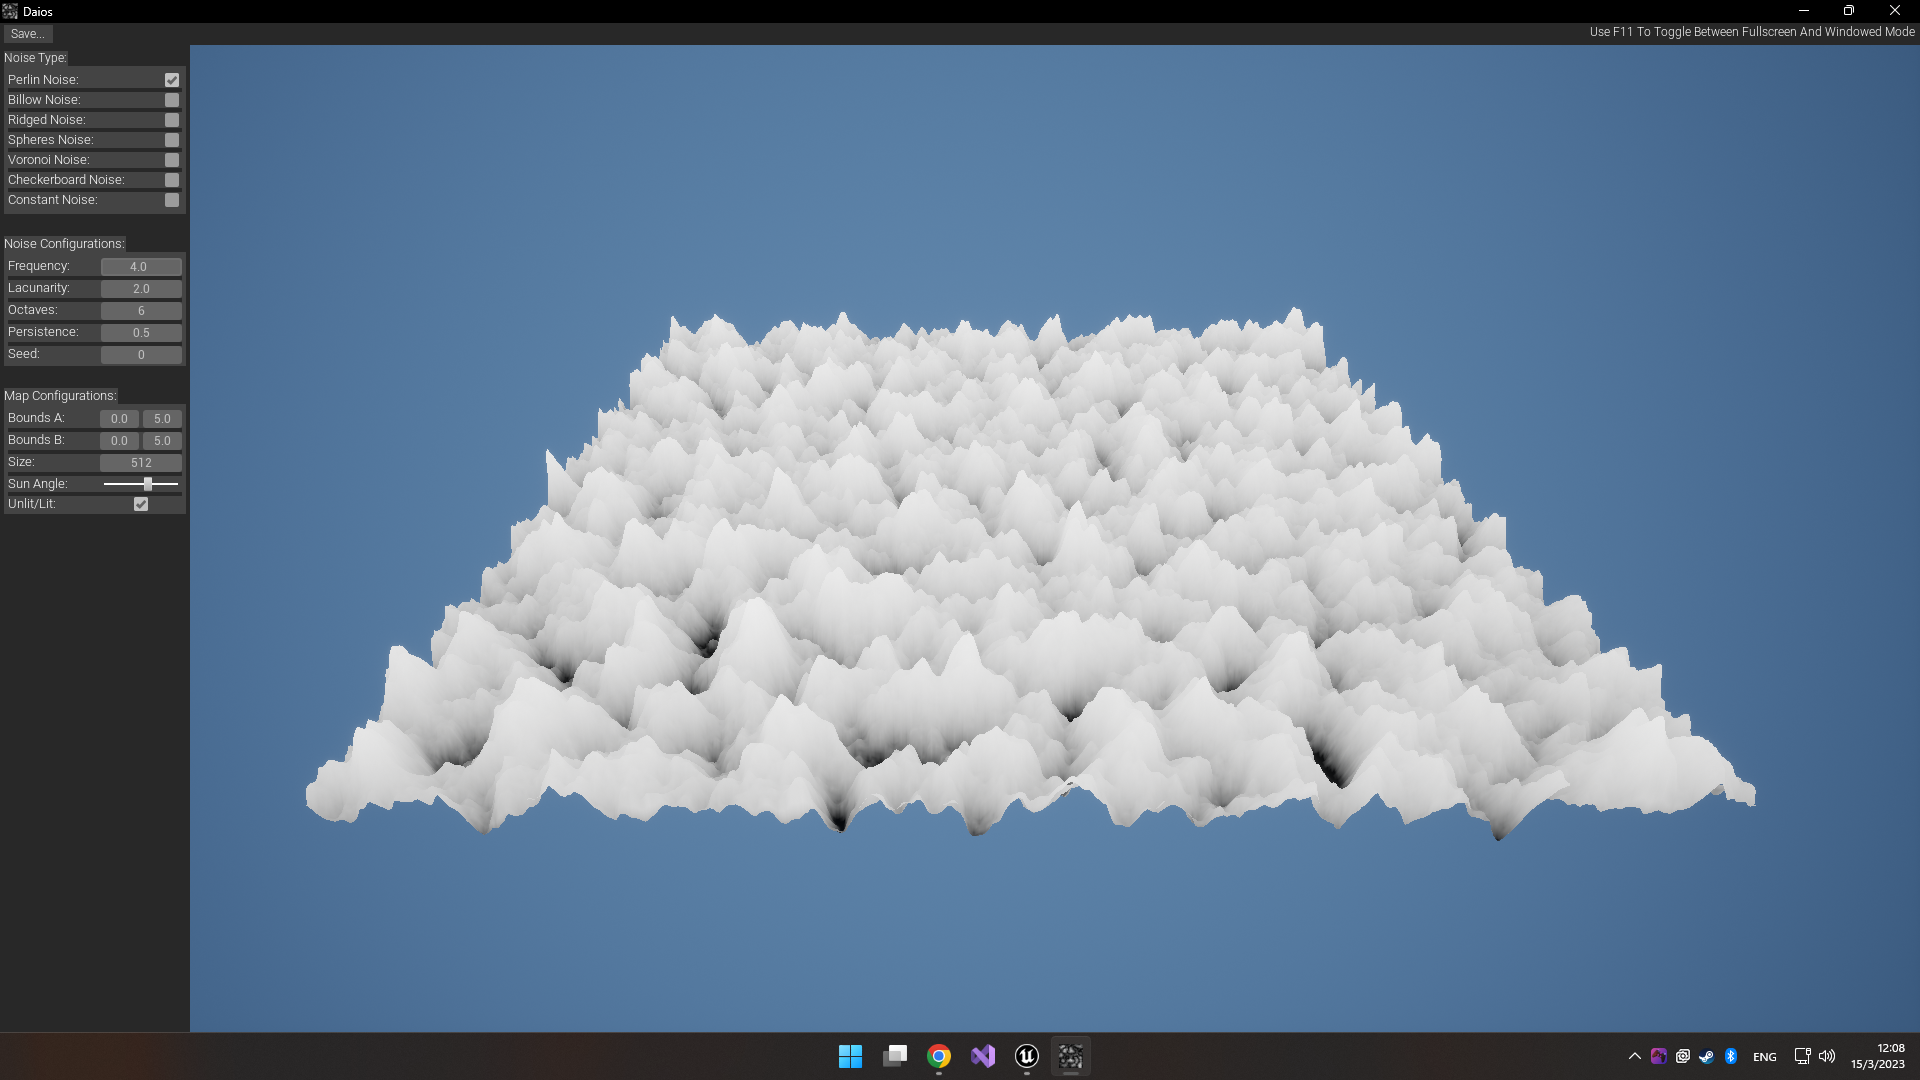 Daios
Save...
Use F11 To Toggle Between Fullscreen And Windowed Mode
Noise Type:
Perlin Noise:
Billow Noise:
Ridged Noise:
Spheres Noise:
Voronoi Noise:
Checkerboard Noise:
Constant Noise:
Noise Configurations:
Frequency: 4.0
Lacunarity: 2.0
Octaves: 6
Persistence: 0.5
Seed: 0
Map Configurations:
Bounds A: 0.0 5.0
Bounds B: 0.0 5.0
Size: 512
Sun Angle:
Unlit/Lit:
ENG
12:08
15/3/2023